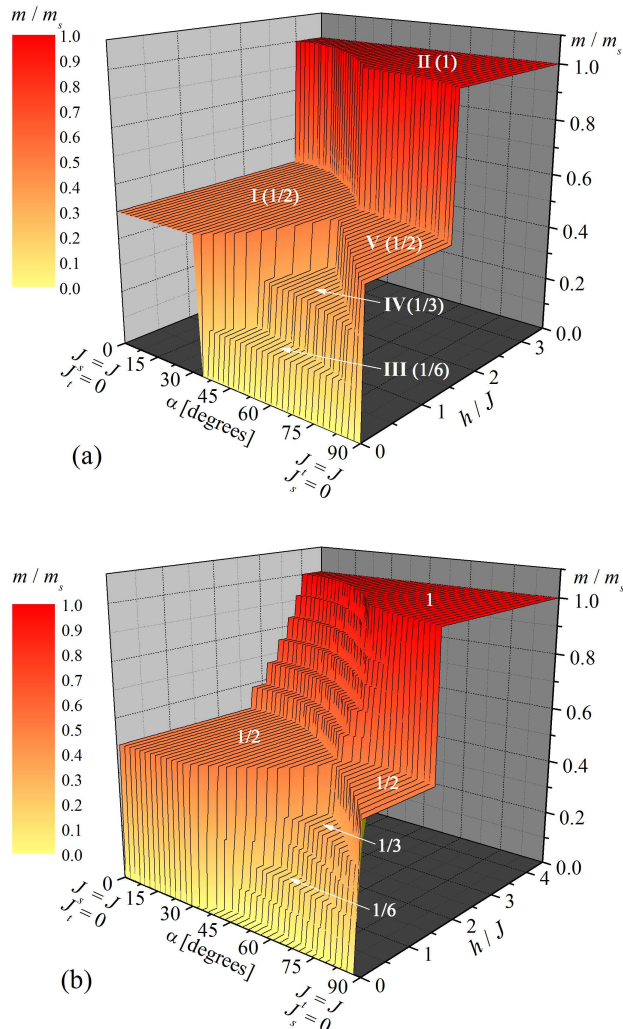 m / m_s
1.0
0.9
0.8
0.7
0.6
0.5
0.4
0.3
0.2
0.1
0.0
m / m_s
1.0
0.8
0.6
0.4
0.2
0.0
II (1)
I (1/2)
V (1/2)
IV(1/3)
III (1/6)
0
15
30
45
60
75
90
J_s = J
J_t = 0
α [degrees]
J_t = J
J_s = 0
0
1
2
3
h / J
(a)
m / m_s
1.0
0.9
0.8
0.7
0.6
0.5
0.4
0.3
0.2
0.1
0.0
m / m_s
1.0
0.8
0.6
0.4
0.2
0.0
1
1/2
1/2
1/3
1/6
0
15
30
45
60
75
90
J_s = J
J_t = 0
α [degrees]
J_t = J
J_s = 0
0
1
2
3
4
h / J
(b)